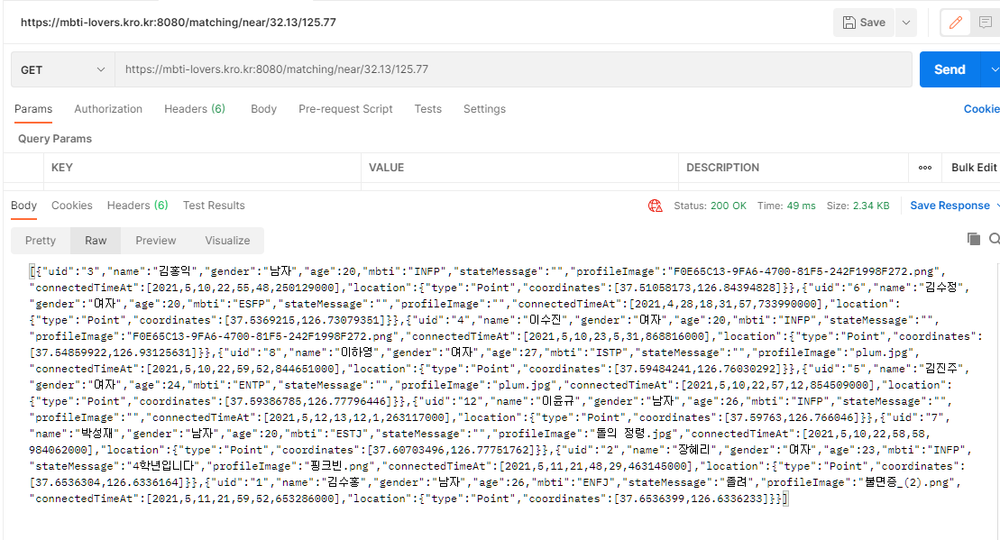 https://mbti-lovers.kro.kr:8080/matching/near/32.13/125.77
Save
GET
https://mbti-lovers.kro.kr:8080/matching/near/32.13/125.77
Send
Params Authorization Headers (6) Body Pre-request Script Tests Settings Cookie
Query Params
KEY VALUE DESCRIPTION ooo Bulk Edit
Body Cookies Headers (6) Test Results Status: 200 OK Time: 49 ms Size: 2.34 KB Save Response
Pretty Raw Preview Visualize
[{"uid":"3","name":"김홍익","gender":"남자","age":20,"mbti":"INFP","stateMessage":"","profileImage":"F0E65C13-9FA6-4700-81F5-242F1998F272.png",
"connectedTimeAt":[2021,5,10,22,55,48,250129000],"location":{"type":"Point","coordinates":[37.51058173,126.84394828]}},{"uid":"6","name":"김수정",
"gender":"여자","age":20,"mbti":"ESFP","stateMessage":"","profileImage":"","connectedTimeAt":[2021,4,28,18,31,57,733990000],"location":
{"type":"Point","coordinates":[37.5369215,126.73079351]}},{"uid":"4","name":"이수진","gender":"여자","age":20,"mbti":"INFP","stateMessage":"",
"profileImage":"F0E65C13-9FA6-4700-81F5-242F1998F272.png","connectedTimeAt":[2021,5,10,23,5,31,868816000],"location":{"type":"Point","coordinates":
[37.54859922,126.93125631]}},{"uid":"8","name":"이하영","gender":"여자","age":27,"mbti":"ISTP","stateMessage":"","profileImage":"plum.jpg",
"connectedTimeAt":[2021,5,10,22,59,52,844651000],"location":{"type":"Point","coordinates":[37.59484241,126.76030292]}},{"uid":"5","name":"김진주",
"gender":"여자","age":24,"mbti":"ENTP","stateMessage":"","profileImage":"plum.jpg","connectedTimeAt":[2021,5,10,22,57,12,854509000],"location":
{"type":"Point","coordinates":[37.59386785,126.77796446]}},{"uid":"12","name":"이윤규","gender":"남자","age":26,"mbti":"INFP","stateMessage":"",
"profileImage":"","connectedTimeAt":[2021,5,12,13,12,1,263117000],"location":{"type":"Point","coordinates":[37.59763,126.766046]}},{"uid":"7",
"name":"박성재","gender":"남자","age":20,"mbti":"ESTJ","stateMessage":"","profileImage":"돌의 정령.jpg","connectedTimeAt":[2021,5,10,22,58,58,
984062000],"location":{"type":"Point","coordinates":[37.60703496,126.77751762]}},{"uid":"2","name":"장혜리","gender":"여자","age":23,"mbti":"INFP",
"stateMessage":"4학년입니다","profileImage":"핑크빈.png","connectedTimeAt":[2021,5,11,21,48,29,463145000],"location":{"type":"Point","coordinates":
[37.6536304,126.6336164]}},{"uid":"1","name":"김수홍","gender":"남자","age":26,"mbti":"ENFJ","stateMessage":"졸려","profileImage":"불면증_(2).png",
"connectedTimeAt":[2021,5,11,21,59,52,653286000],"location":{"type":"Point","coordinates":[37.6536399,126.6336233]}}]